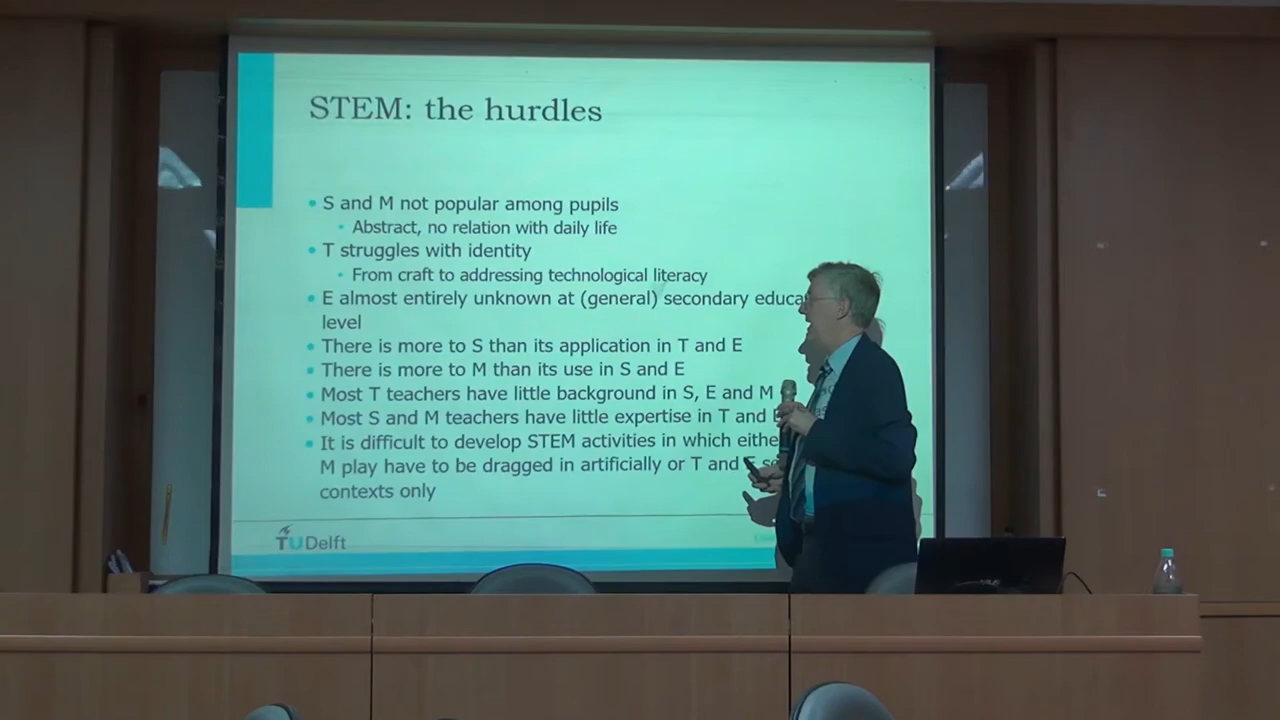 STEM: the hurdles
• S and M not popular among pupils
• Abstract, no relation with daily life
• T struggles with identity
• From craft to addressing technological literacy
• E almost entirely unknown at (general) secondary
level
• There is more to S than its application in T and E
• There is more to M than its use in S and E
• Most T teachers have little background in S, E and M
• Most S and M teachers have little expertise in T and
• It is difficult to develop STEM activities in which
M play have to be dragged in artificially or T and
contexts only
TUDelft